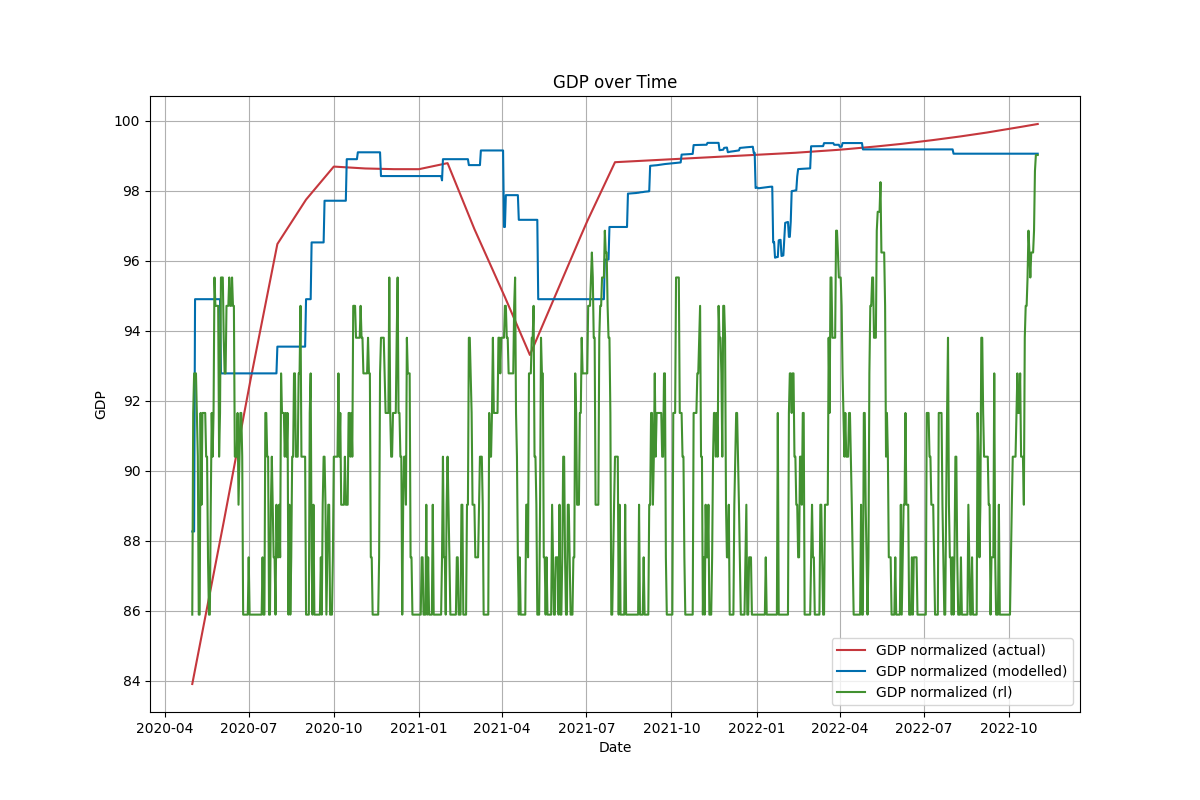 GDP over Time
GDP
100
98
96
94
92
90
88
86
84
GDP normalized (actual)
GDP normalized (modelled)
GDP normalized (rl)
2020-04 2020-07 2020-10 2021-01 2021-04 2021-07 2021-10 2022-01 2022-04 2022-07 2022-10
Date